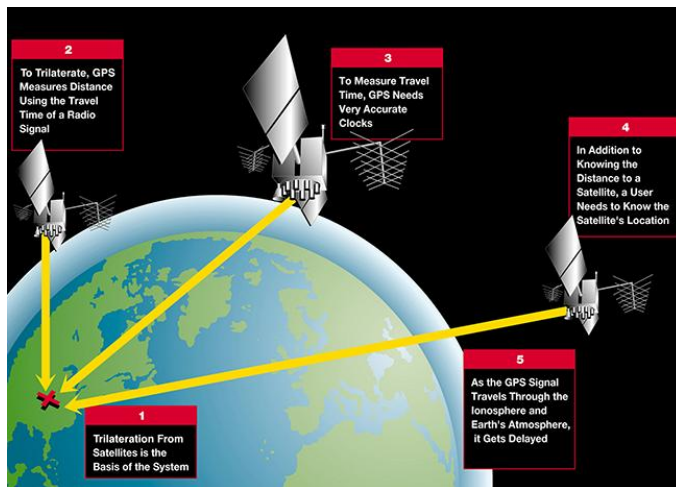 1
Trilateration From
Satellites is the
Basis of the System
2
To Trilaterate, GPS
Measures Distance
Using the Travel
Time of a Radio
Signal
3
To Measure Travel
Time, GPS Needs
Very Accurate
Clocks
4
In Addition to
Knowing the
Distance to a
Satellite, a User
Needs to Know the
Satellite's Location
5
As the GPS Signal
Travels Through the
Ionosphere and
Earth's Atmosphere,
it Gets Delayed